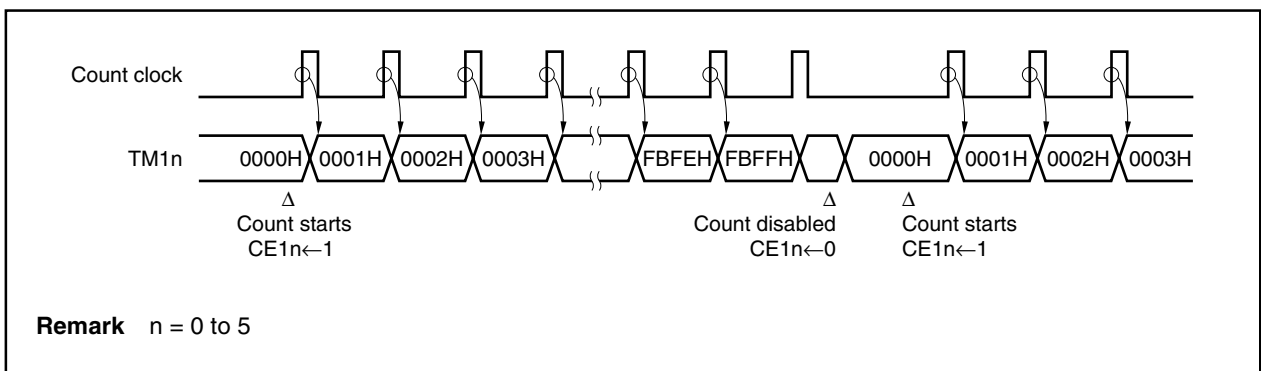 Count clock
TM1n 0000H 0001H 0002H 0003H FBFEH FBFFH 0000H 0001H 0002H 0003H
Δ Δ Δ
Count starts Count disabled Count starts
CE1n←1 CE1n←0 CE1n←1
Remark n = 0 to 5